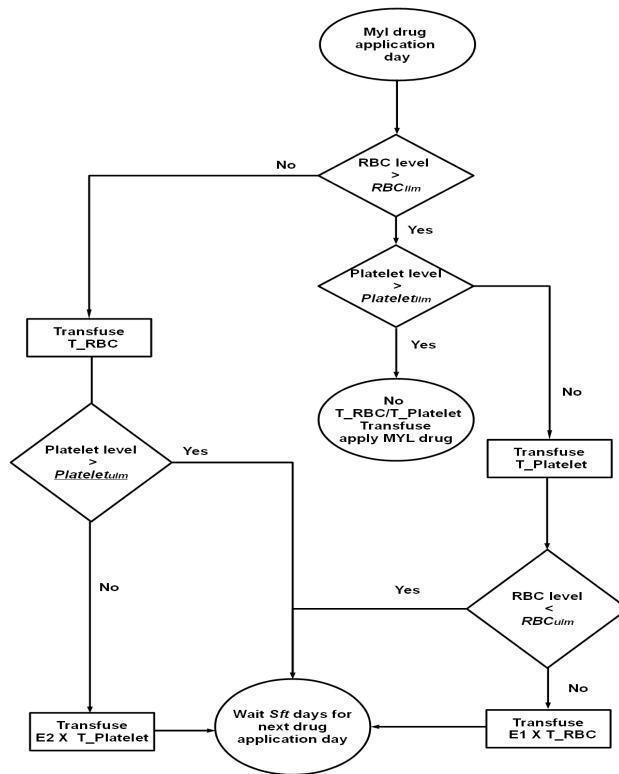 Myl drug
application
day
No
RBC level
>
RBCllm
Yes
Platelet level
>
Plateletllm
Transfuse
T_RBC
Yes
No
No
T_RBC/T_Platelet
Transfuse
apply MYL drug
Platelet level
>
Plateletulm
Yes
Transfuse
T_Platelet
No
Yes
RBC level
<
RBCulm
No
Transfuse
E2 X T_Platelet
Wait Sft days for
next drug
application day
Transfuse
E1 X T_RBC